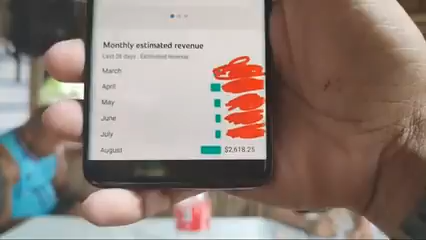 Monthly estimated revenue
Last 28 days · Estimated Revenue
March
April
May
June
July
August $2,618.25